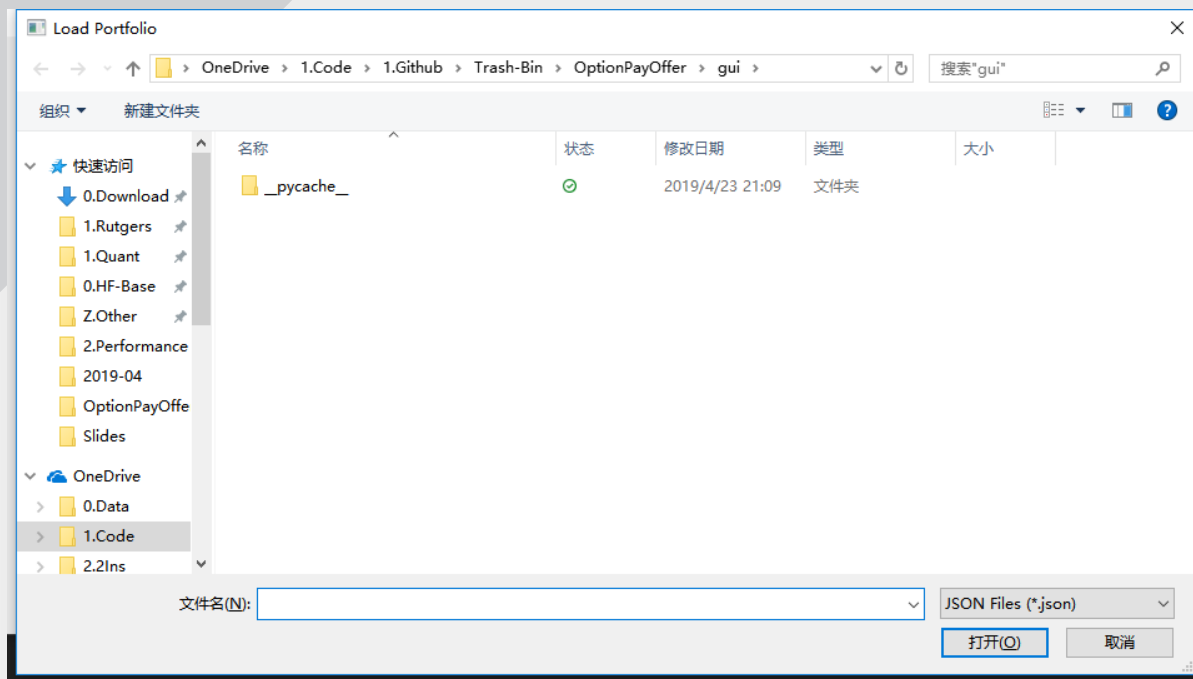 Load Portfolio
OneDrive › 1.Code › 1.Github › Trash-Bin › OptionPayOffer › gui ›
搜索"gui"
组织 新建文件夹
名称 状态 修改日期 类型 大小
__pycache__ 2019/4/23 21:09 文件夹
快速访问
0.Download
1.Rutgers
1.Quant
0.HF-Base
Z.Other
2.Performance
2019-04
OptionPayOffe
Slides
OneDrive
0.Data
1.Code
2.2Ins
文件名(N):
JSON Files (*.json)
打开(O) 取消